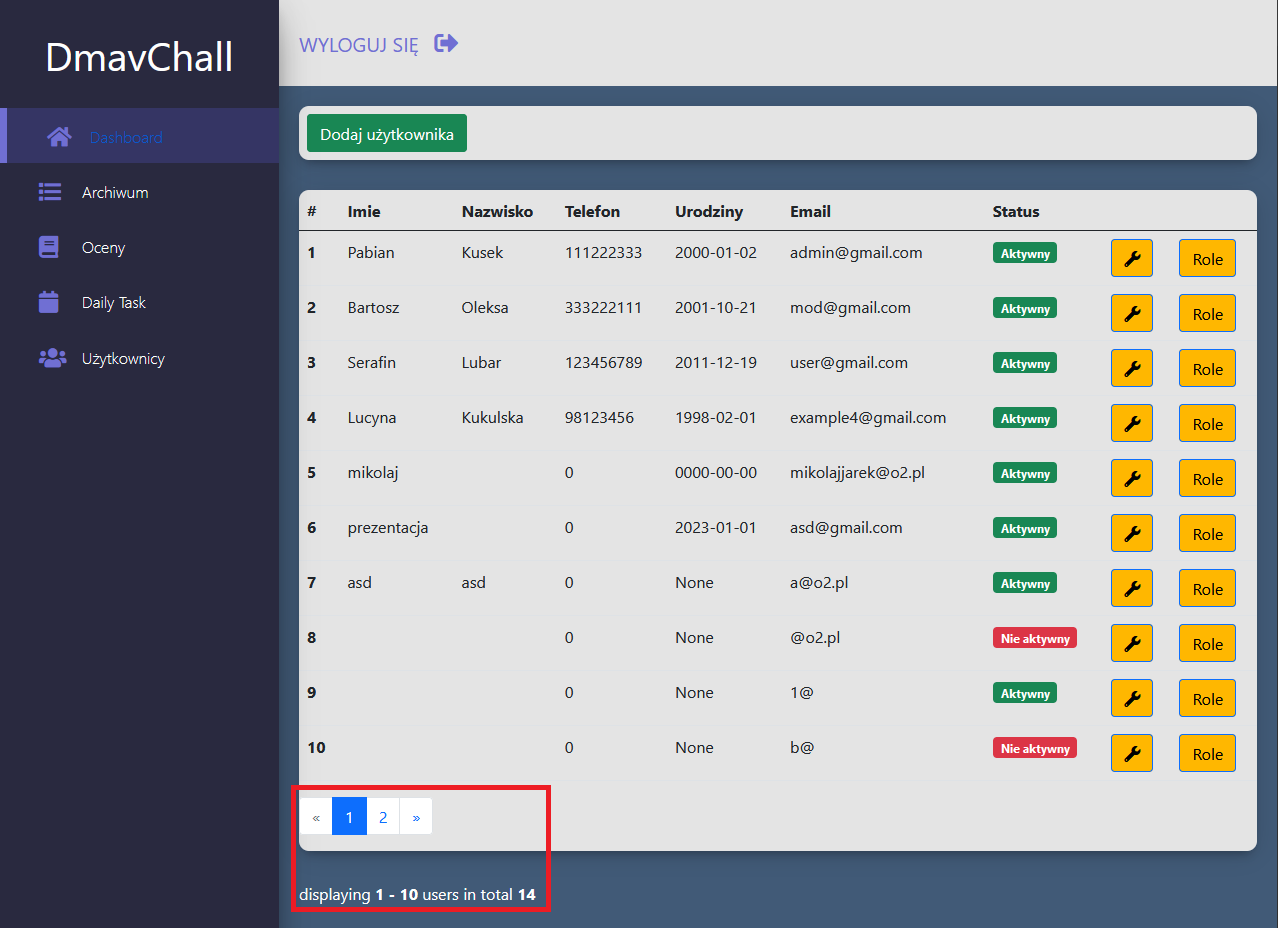 DmavChall
WYLOGUJ SIĘ
Dashboard
Archiwum
Oceny
Daily Task
Użytkownicy
Dodaj użytkownika
# Imie Nazwisko Telefon Urodziny Email Status
1 Pabian Kusek 111222333 2000-01-02 admin@gmail.com Aktywny Role
2 Bartosz Oleksa 333222111 2001-10-21 mod@gmail.com Aktywny Role
3 Serafin Lubar 123456789 2011-12-19 user@gmail.com Aktywny Role
4 Lucyna Kukulska 98123456 1998-02-01 example4@gmail.com Aktywny Role
5 mikolaj 0 0000-00-00 mikolajjarek@o2.pl Aktywny Role
6 prezentacja 0 2023-01-01 asd@gmail.com Aktywny Role
7 asd asd 0 None a@o2.pl Aktywny Role
8 0 None @o2.pl Nie aktywny Role
9 0 None 1@ Aktywny Role
10 0 None b@ Nie aktywny Role
« 1 2 »
displaying 1 - 10 users in total 14